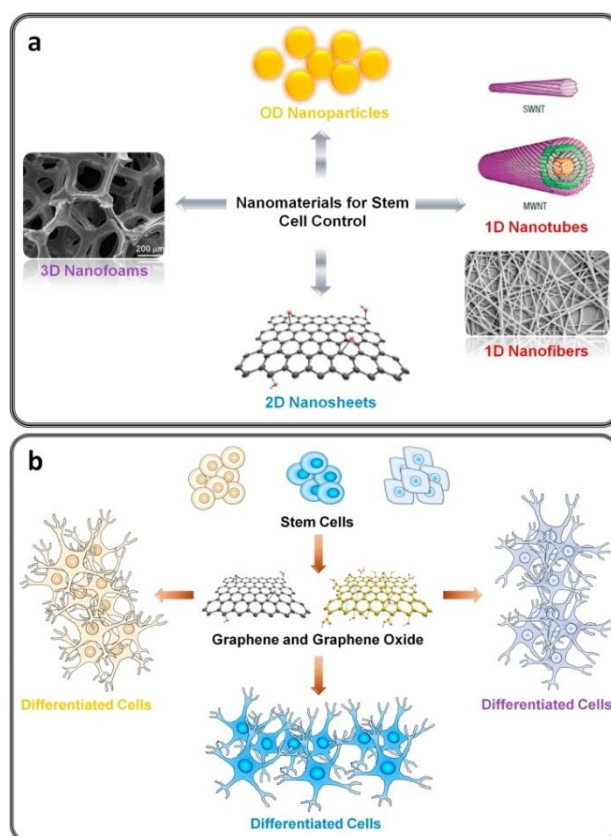 a
OD Nanoparticles
SWNT
MWNT
1D Nanotubes
Nanomaterials for Stem
Cell Control
200 μm
3D Nanofoams
1D Nanofibers
2D Nanosheets
b
Stem Cells
Graphene and Graphene Oxide
Differentiated Cells
Differentiated Cells
Differentiated Cells